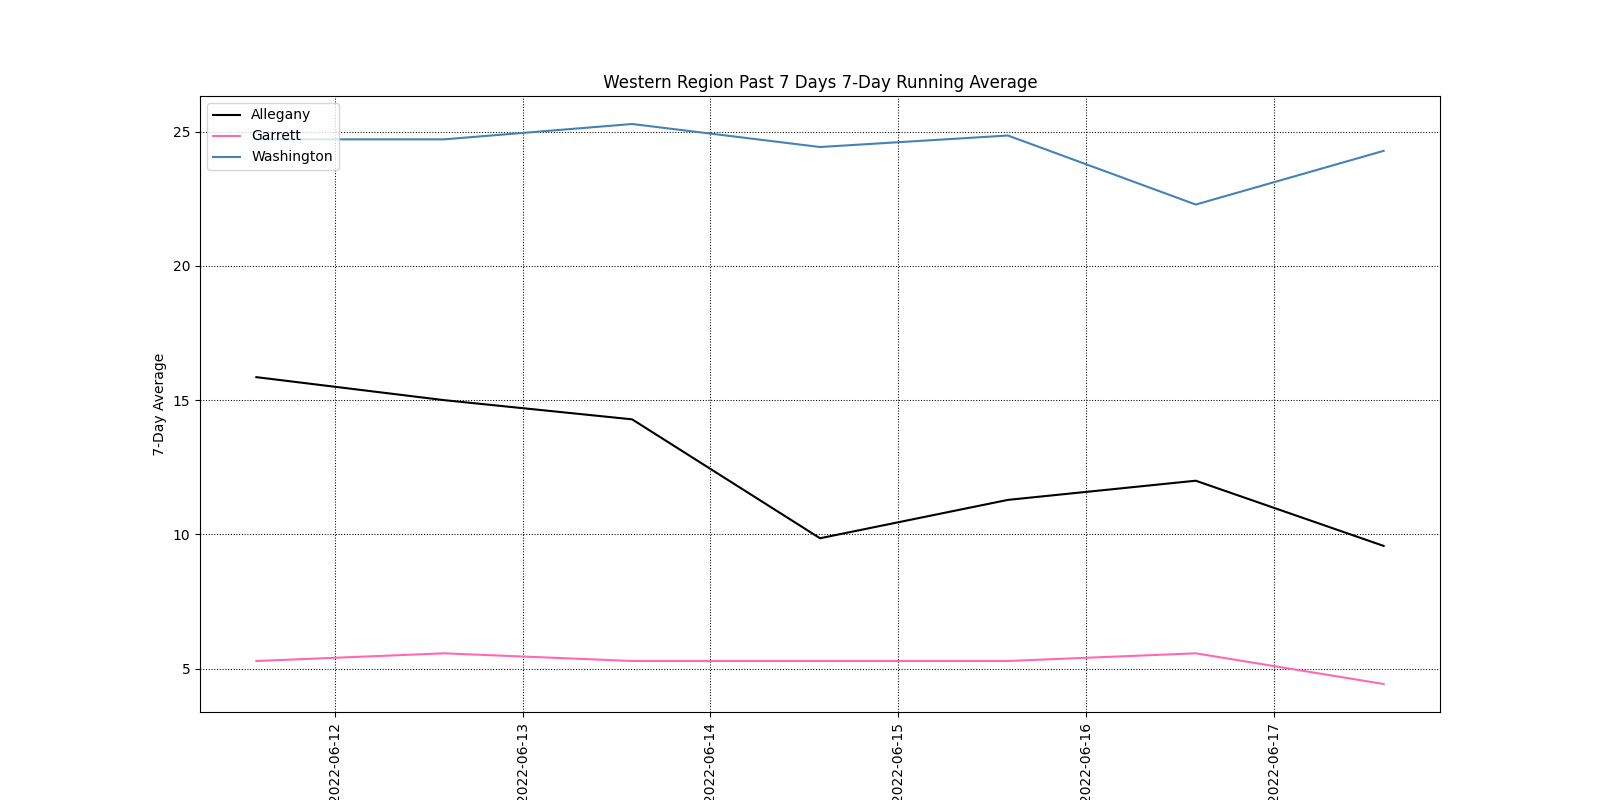 Western Region Past 7 Days 7-Day Running Average
Allegany
Garrett
Washington
25
20
15
10
5
7-Day Average
2022-06-12
2022-06-13
2022-06-14
2022-06-15
2022-06-16
2022-06-17